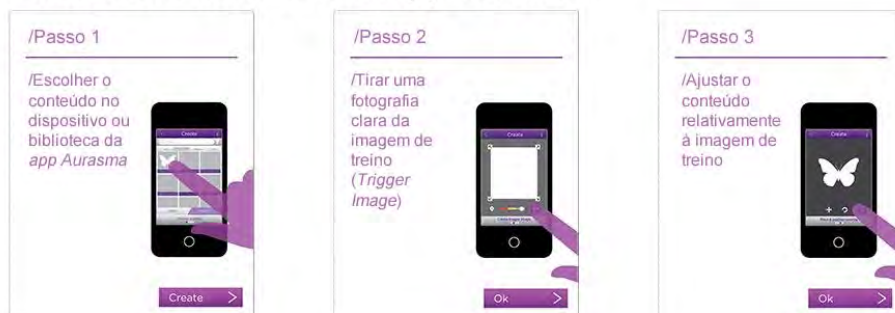 /Passo 1
/Escolher o
conteúdo no
dispositivo ou
biblioteca da
app Aurasma
Create
Create >
/Passo 2
/Tirar uma
fotografia
clara da
imagem de
treino
(Trigger
Image)
Create
Ok >
/Passo 3
/Ajustar o
conteúdo
relativamente
à imagem de
treino
Create
Ok >